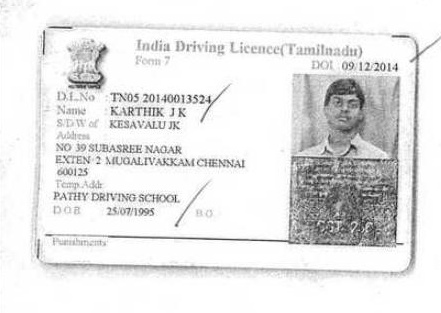 India Driving Licence(Tamilnadu)
Form 7
DOI 09/12/2014
D.L.No : TN05 20140013524
Name : KARTHIK J K
S/D/W of : KESAVALU JK
Address
NO 39 SUBASREE NAGAR
EXTEN 2 MUGALIVAKKAM CHENNAI
600125
Temp.Addr.
PATHY DRIVING SCHOOL
D.O.B 25/07/1995 B.G.
Punishments